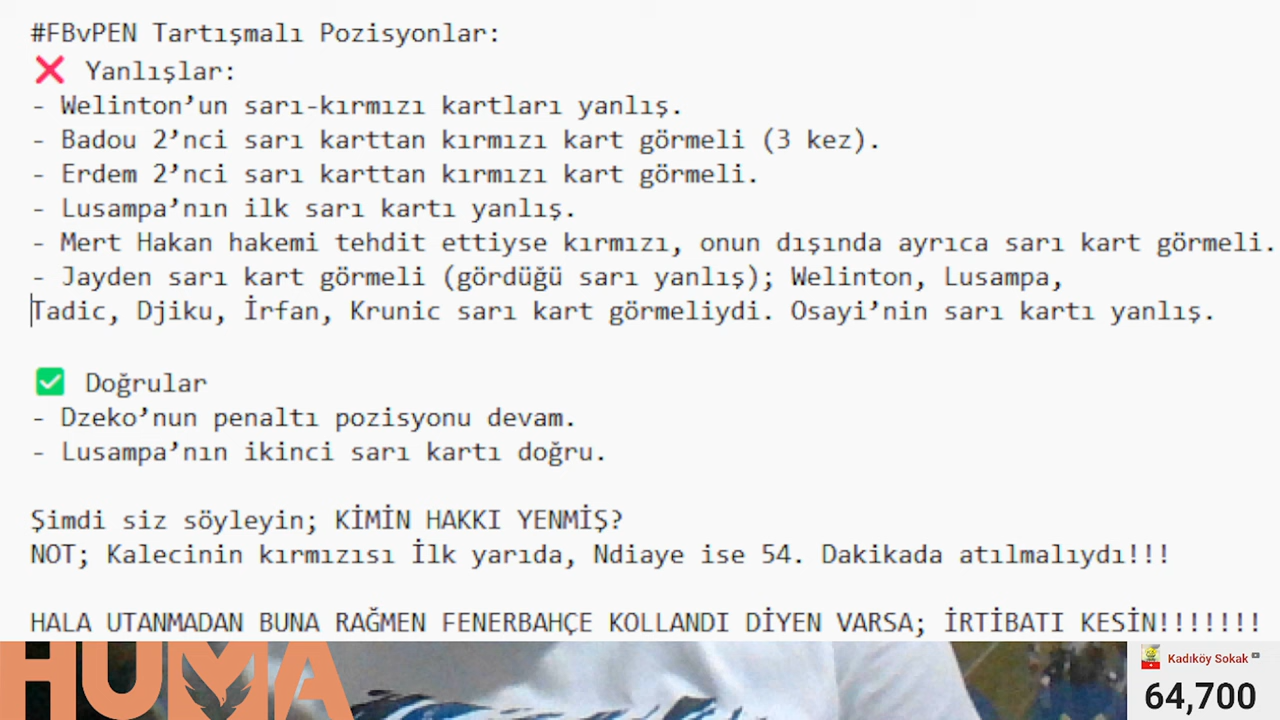 #FBvPEN Tartışmalı Pozisyonlar:
❌ Yanlışlar:
- Welinton’un sarı-kırmızı kartları yanlış.
- Badou 2’nci sarı karttan kırmızı kart görmeli (3 kez).
- Erdem 2’nci sarı karttan kırmızı kart görmeli.
- Lusampa’nın ilk sarı kartı yanlış.
- Mert Hakan hakemi tehdit ettiyse kırmızı, onun dışında ayrıca sarı kart görmeli.
- Jayden sarı kart görmeli (gördüğü sarı yanlış); Welinton, Lusampa,
Tadic, Djiku, İrfan, Krunic sarı kart görmeliydi. Osayi’nin sarı kartı yanlış.
✅ Doğrular
- Dzeko’nun penaltı pozisyonu devam.
- Lusampa’nın ikinci sarı kartı doğru.
Şimdi siz söyleyin; KİMİN HAKKI YENMİŞ?
NOT; Kalecinin kırmızısı İlk yarıda, Ndiaye ise 54. Dakikada atılmalıydı!!!
HALA UTANMADAN BUNA RAĞMEN FENERBAHÇE KOLLANDI DİYEN VARSA; İRTİBATI KESİN!!!!!!!
HUMA
Kadıköy Sokak
64,700